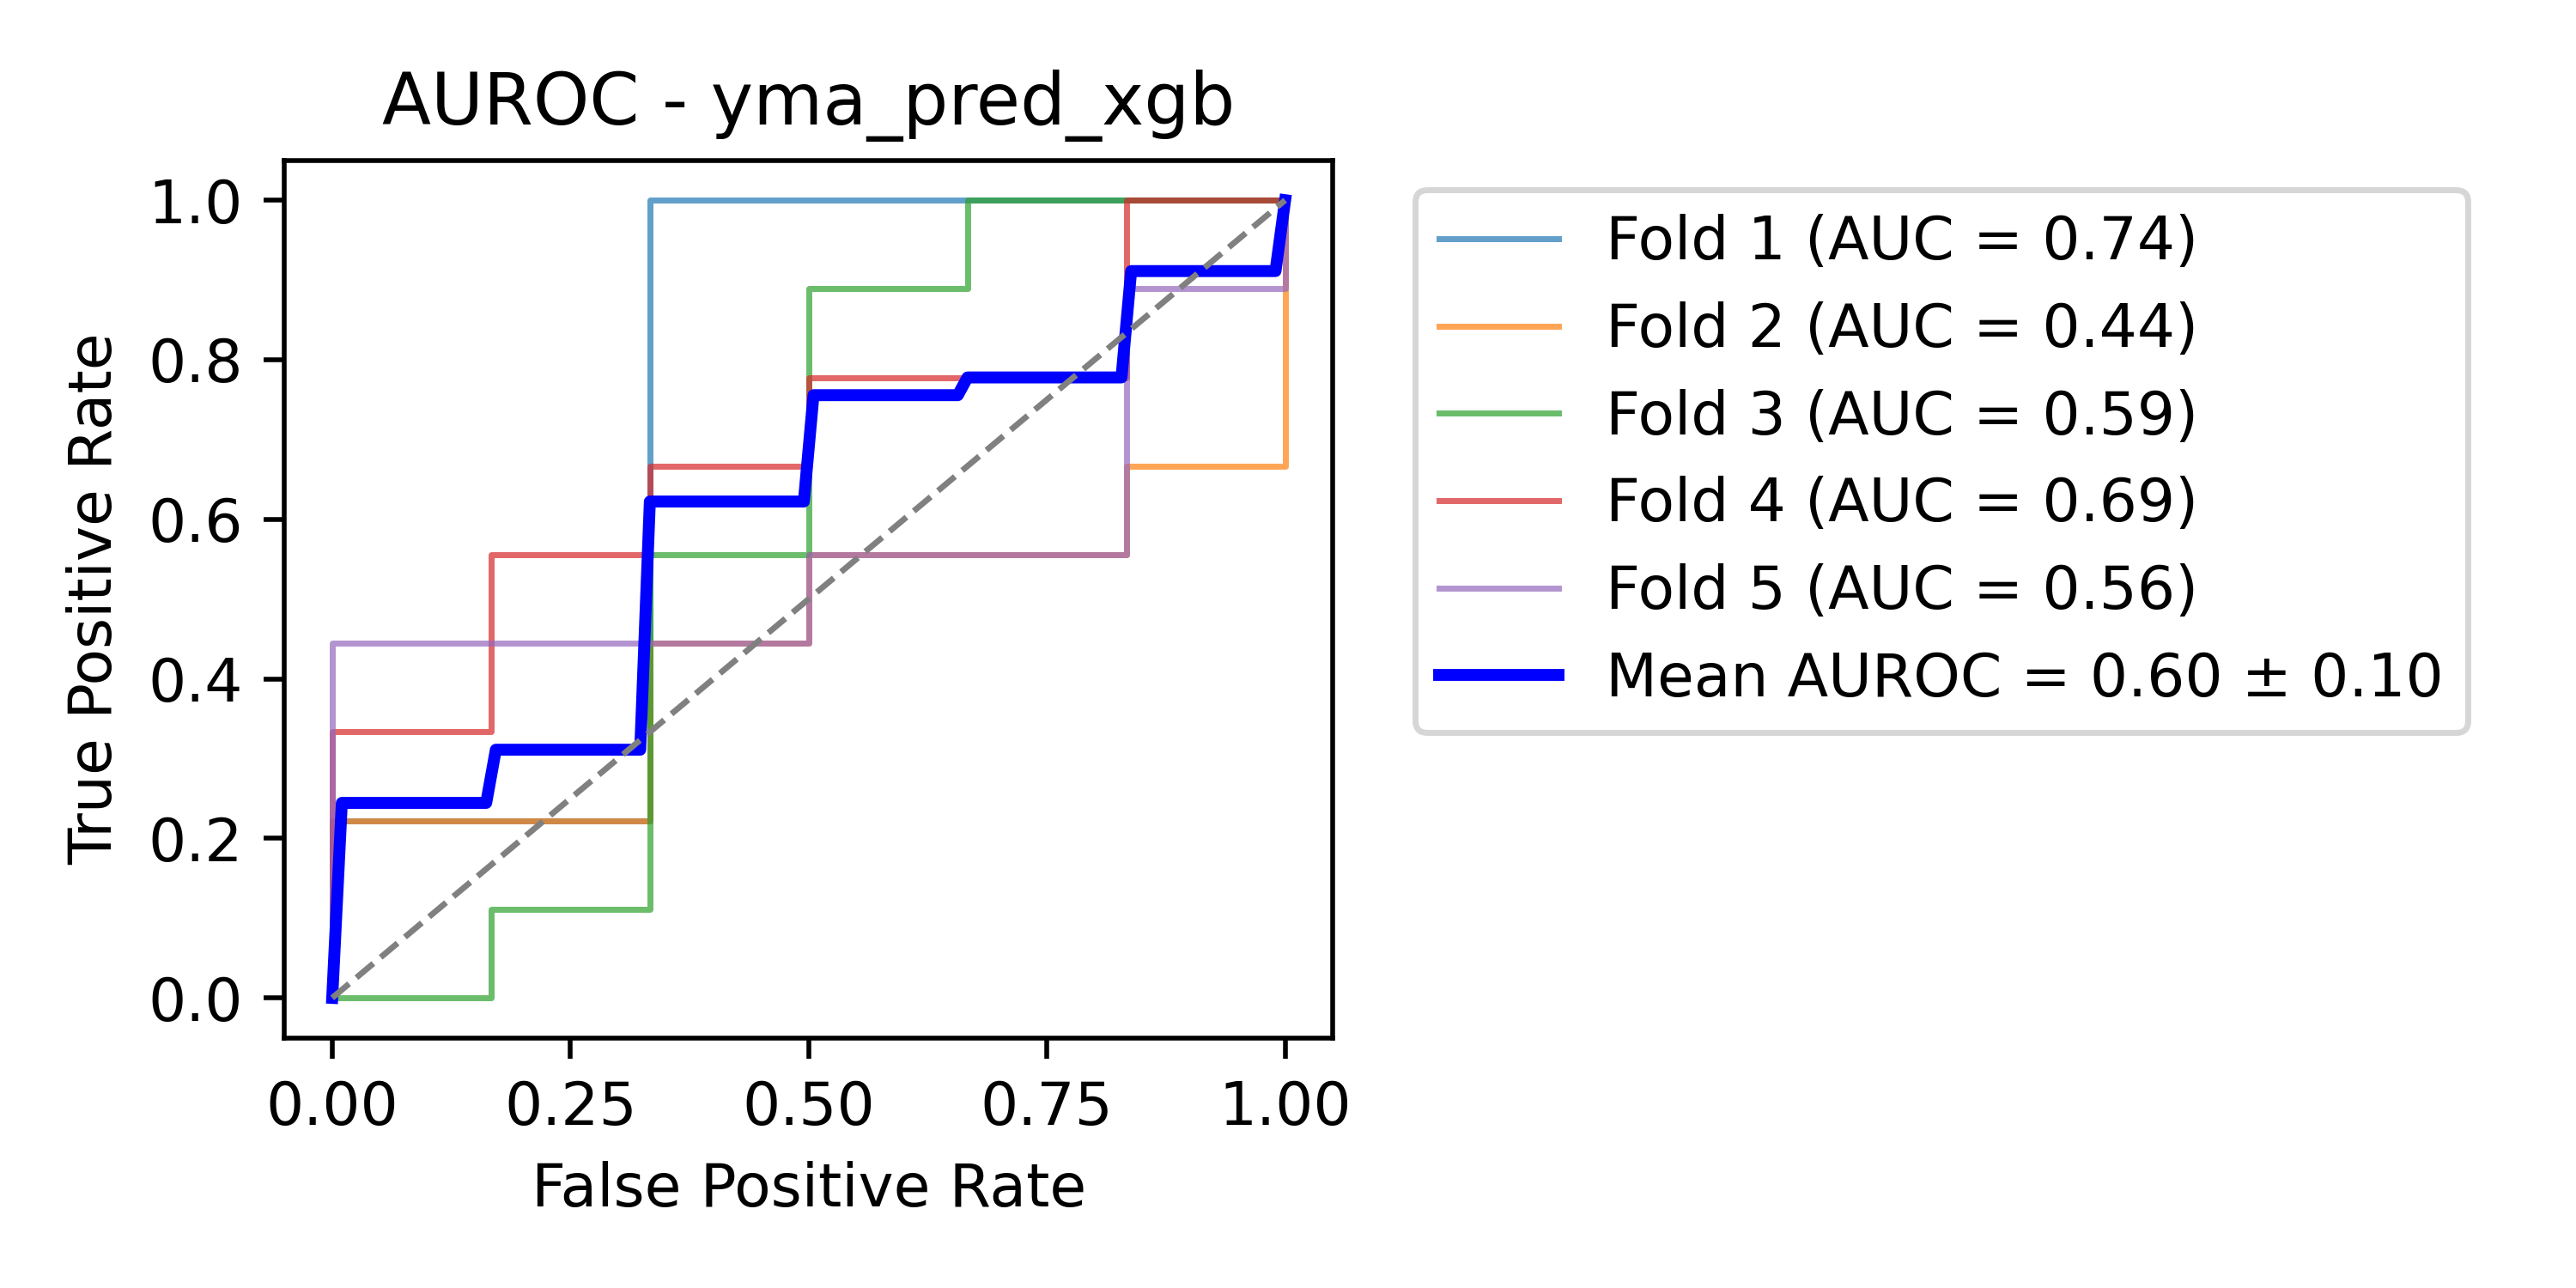 AUROC - yma_pred_xgb
True Positive Rate
1.0
0.8
0.6
0.4
0.2
0.0
0.00 0.25 0.50 0.75 1.00
False Positive Rate
Fold 1 (AUC = 0.74)
Fold 2 (AUC = 0.44)
Fold 3 (AUC = 0.59)
Fold 4 (AUC = 0.69)
Fold 5 (AUC = 0.56)
Mean AUROC = 0.60 ± 0.10